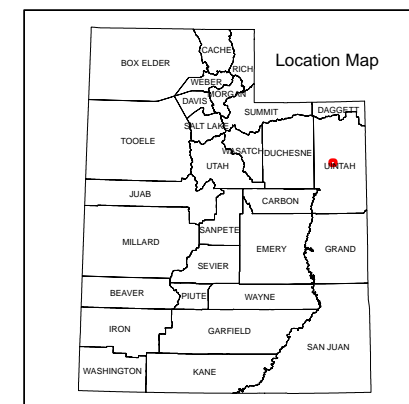 Location Map
BOX ELDER
CACHE
RICH
WEBER
MORGAN
DAVIS
SUMMIT
DAGGETT
SALT LAKE
TOOELE
WASATCH
DUCHESNE
UINTAH
UTAH
JUAB
CARBON
SANPETE
MILLARD
EMERY
GRAND
SEVIER
BEAVER
PIUTE
WAYNE
IRON
GARFIELD
SAN JUAN
WASHINGTON
KANE